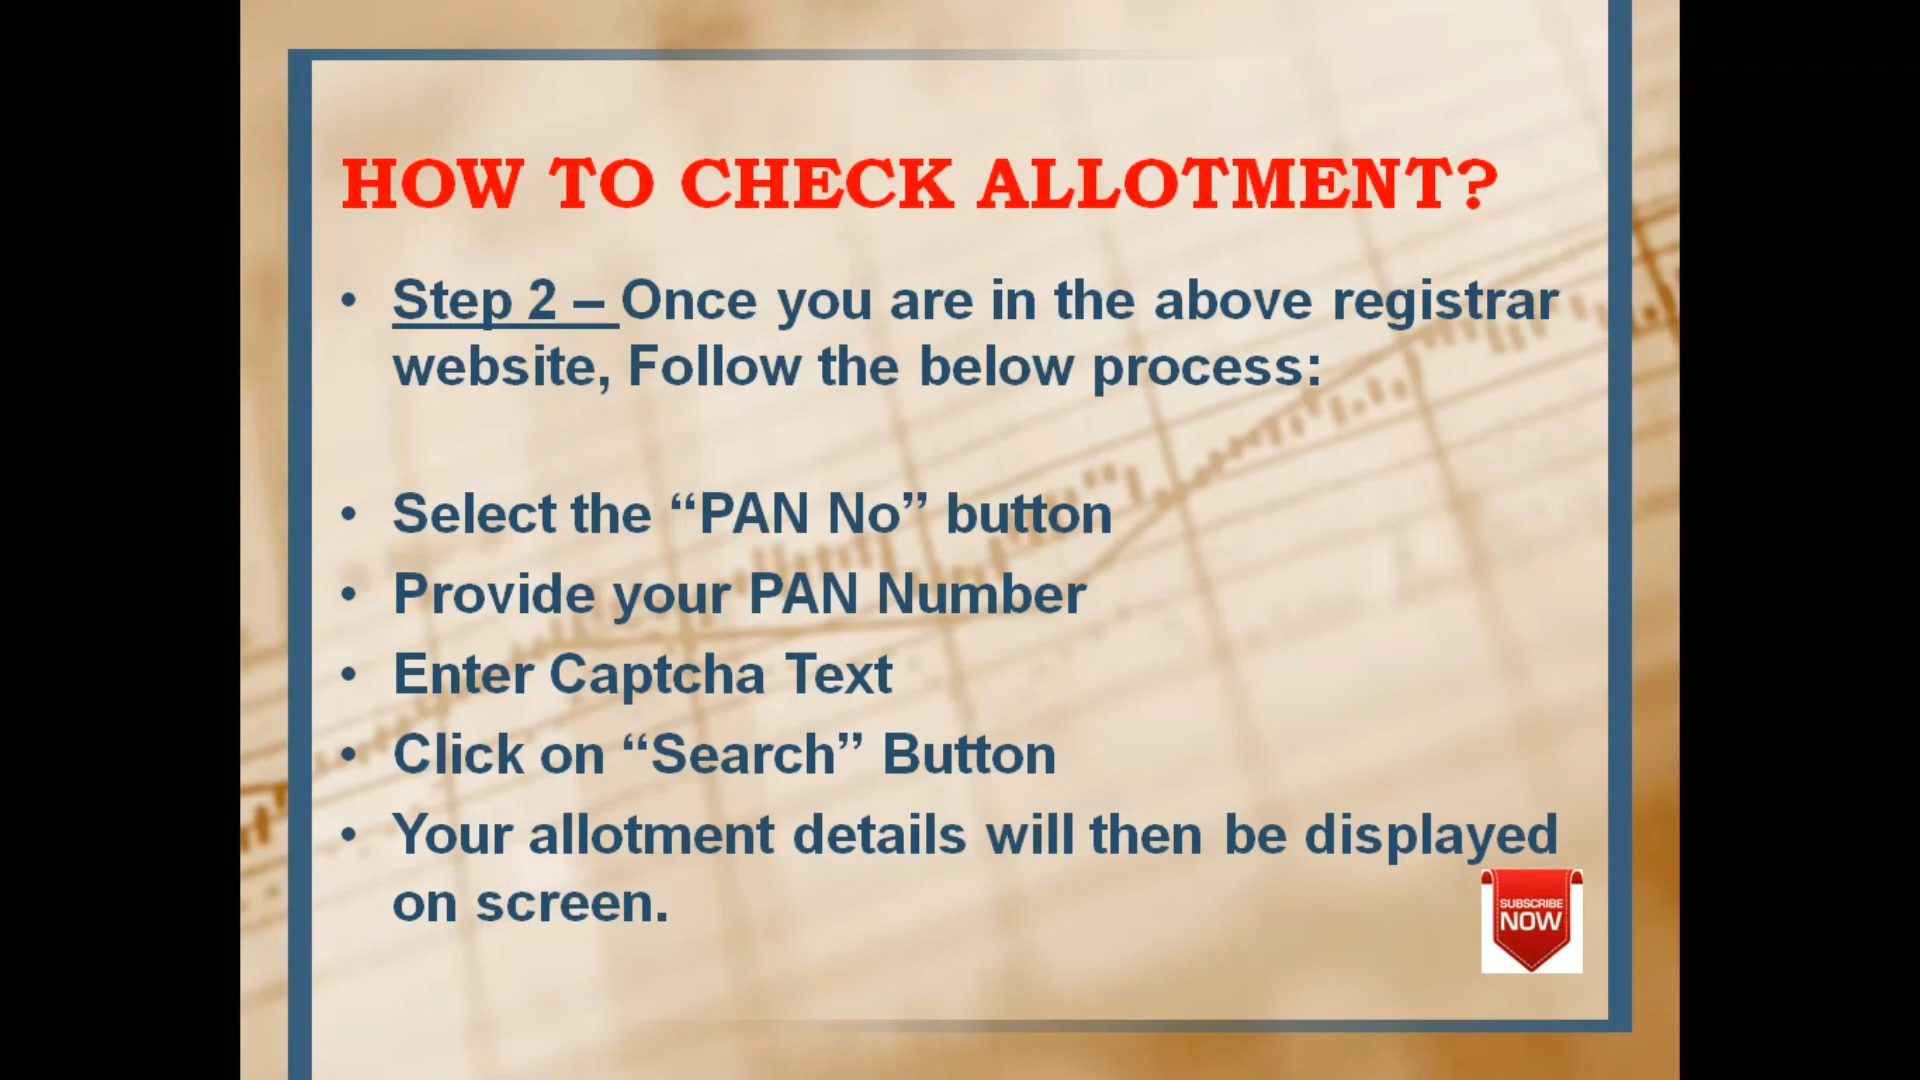 HOW TO CHECK ALLOTMENT?
• Step 2 – Once you are in the above registrar
website, Follow the below process:
• Select the “PAN No” button
• Provide your PAN Number
• Enter Captcha Text
• Click on “Search” Button
• Your allotment details will then be displayed
on screen.
SUBSCRIBE
NOW